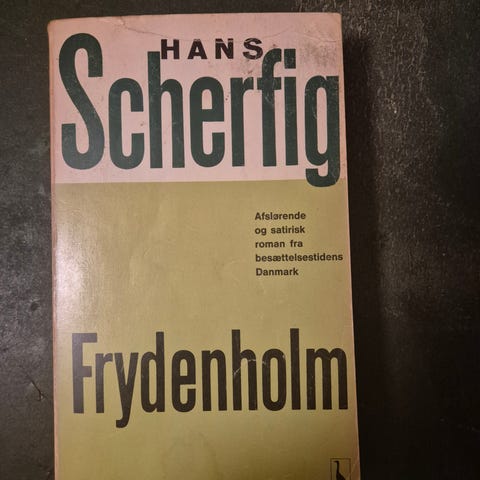 HANS
Scherfig
Afslørende
og satirisk
roman fra
besættelsestidens
Danmark
Frydenholm